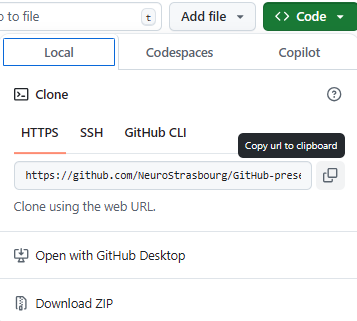 to file
t
Add file
Code
Local
Codespaces
Copilot
Clone
HTTPS
SSH
GitHub CLI
Copy url to clipboard
https://github.com/NeuroStrasbourg/GitHub-prese
Clone using the web URL.
Open with GitHub Desktop
Download ZIP